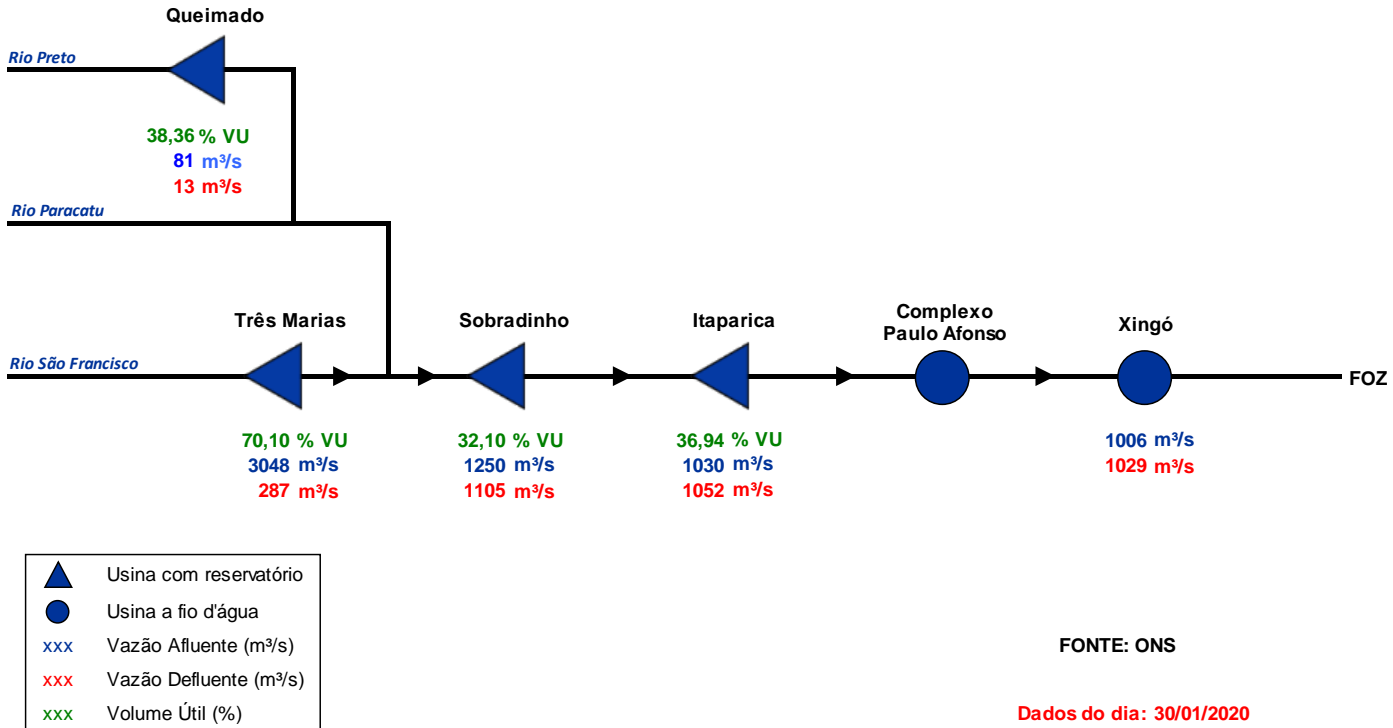 Queimado
Rio Preto
38,36 % VU
81 m³/s
13 m³/s
Rio Paracatu
Três Marias
Sobradinho
Itaparica
Complexo
Paulo Afonso
Xingó
Rio São Francisco
FOZ
70,10 % VU
3048 m³/s
287 m³/s
32,10 % VU
1250 m³/s
1105 m³/s
36,94 % VU
1030 m³/s
1052 m³/s
1006 m³/s
1029 m³/s
Usina com reservatório
Usina a fio d'água
xxx Vazão Afluente (m³/s)
xxx Vazão Defluente (m³/s)
xxx Volume Útil (%)
FONTE: ONS
Dados do dia: 30/01/2020